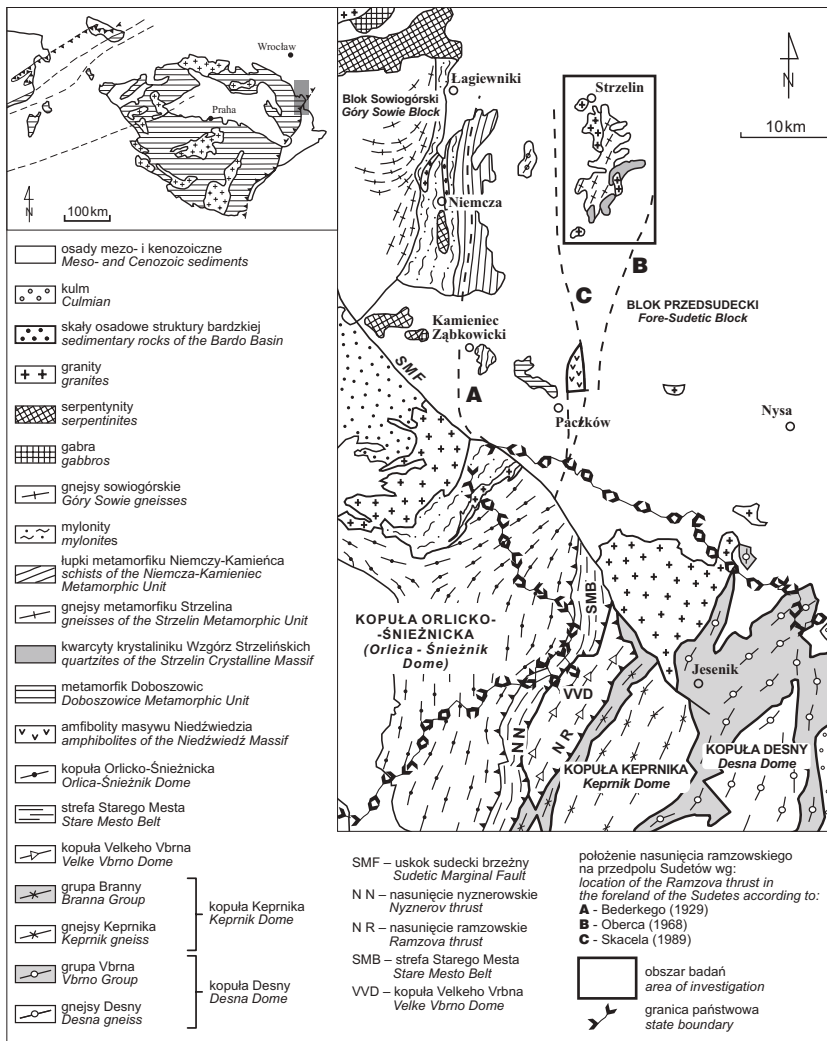 Wrocław
Praha
N
100 km
osady mezo- i kenozoiczne
Meso- and Cenozoic sediments
kulm
Culmian
skały osadowe struktury bardzkiej
sedimentary rocks of the Bardo Basin
granity
granites
serpentynity
serpentinites
gabra
gabbros
gnejsy sowiogórskie
Góry Sowie gneisses
mylonity
mylonites
łupki metamorfiku Niemczy-Kamieńca
schists of the Niemcza-Kamieniec
Metamorphic Unit
gnejsy metamorfiku Strzelina
gneisses of the Strzelin Metamorphic Unit
kwarcyty krystaliniku Wzgórz Strzelińskich
quartzites of the Strzelin Crystalline Massif
metamorfik Doboszowic
Doboszowice Metamorphic Unit
amfibolity masywu Niedźwiedzia
amphibolites of the Niedźwiedź Massif
kopuła Orlicko-Śnieżnicka
Orlica-Śnieżnik Dome
strefa Starego Mesta
Stare Mesto Belt
kopuła Velkeho Vbrna
Velke Vbrno Dome
grupa Branny
Branna Group
gnejsy Keprnika
Keprnik gneiss
kopuła Keprnika
Keprnik Dome
grupa Vbrna
Vbrno Group
gnejsy Desny
Desna gneiss
kopuła Desny
Desna Dome
Łagiewniki
Blok Sowiogórski
Góry Sowie Block
Niemcza
Strzelin
N
10 km
B
C
BLOK PRZEDSUDECKI
Fore-Sudetic Block
Kamieniec
Ząbkowicki
SMF
A
Paczków
Nysa
SMB
KOPUŁA ORLICKO-
-ŚNIEŻNICKA
(Orlica - Śnieżnik
Dome)
VVD
Jesenik
N N
N R
KOPUŁA KEPRNIKA
Keprnik Dome
KOPUŁA DESNY
Desna Dome
SMF – uskok sudecki brzeżny
Sudetic Marginal Fault
N N – nasunięcie nyznerowskie
Nyznerov thrust
N R – nasunięcie ramzowskie
Ramzova thrust
SMB – strefa Starego Mesta
Stare Mesto Belt
VVD – kopuła Velkeho Vrbna
Velke Vbrno Dome
położenie nasunięcia ramzowskiego
na przedpolu Sudetów wg:
location of the Ramzova thrust in
the foreland of the Sudetes according to:
A - Bederkego (1929)
B - Oberca (1968)
C - Skacela (1989)
obszar badań
area of investigation
granica państwowa
state boundary